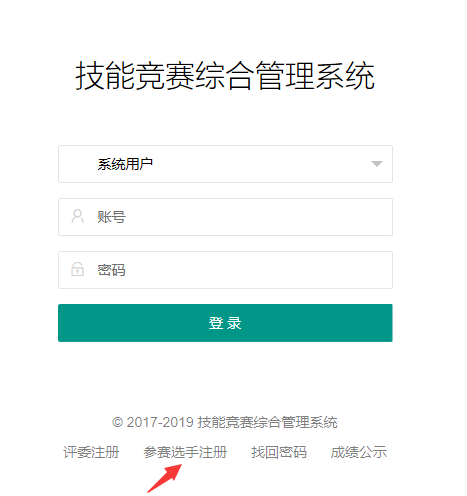 技能竞赛综合管理系统
系统用户
账号
密码
登 录
© 2017-2019 技能竞赛综合管理系统
评委注册 参赛选手注册 找回密码 成绩公示